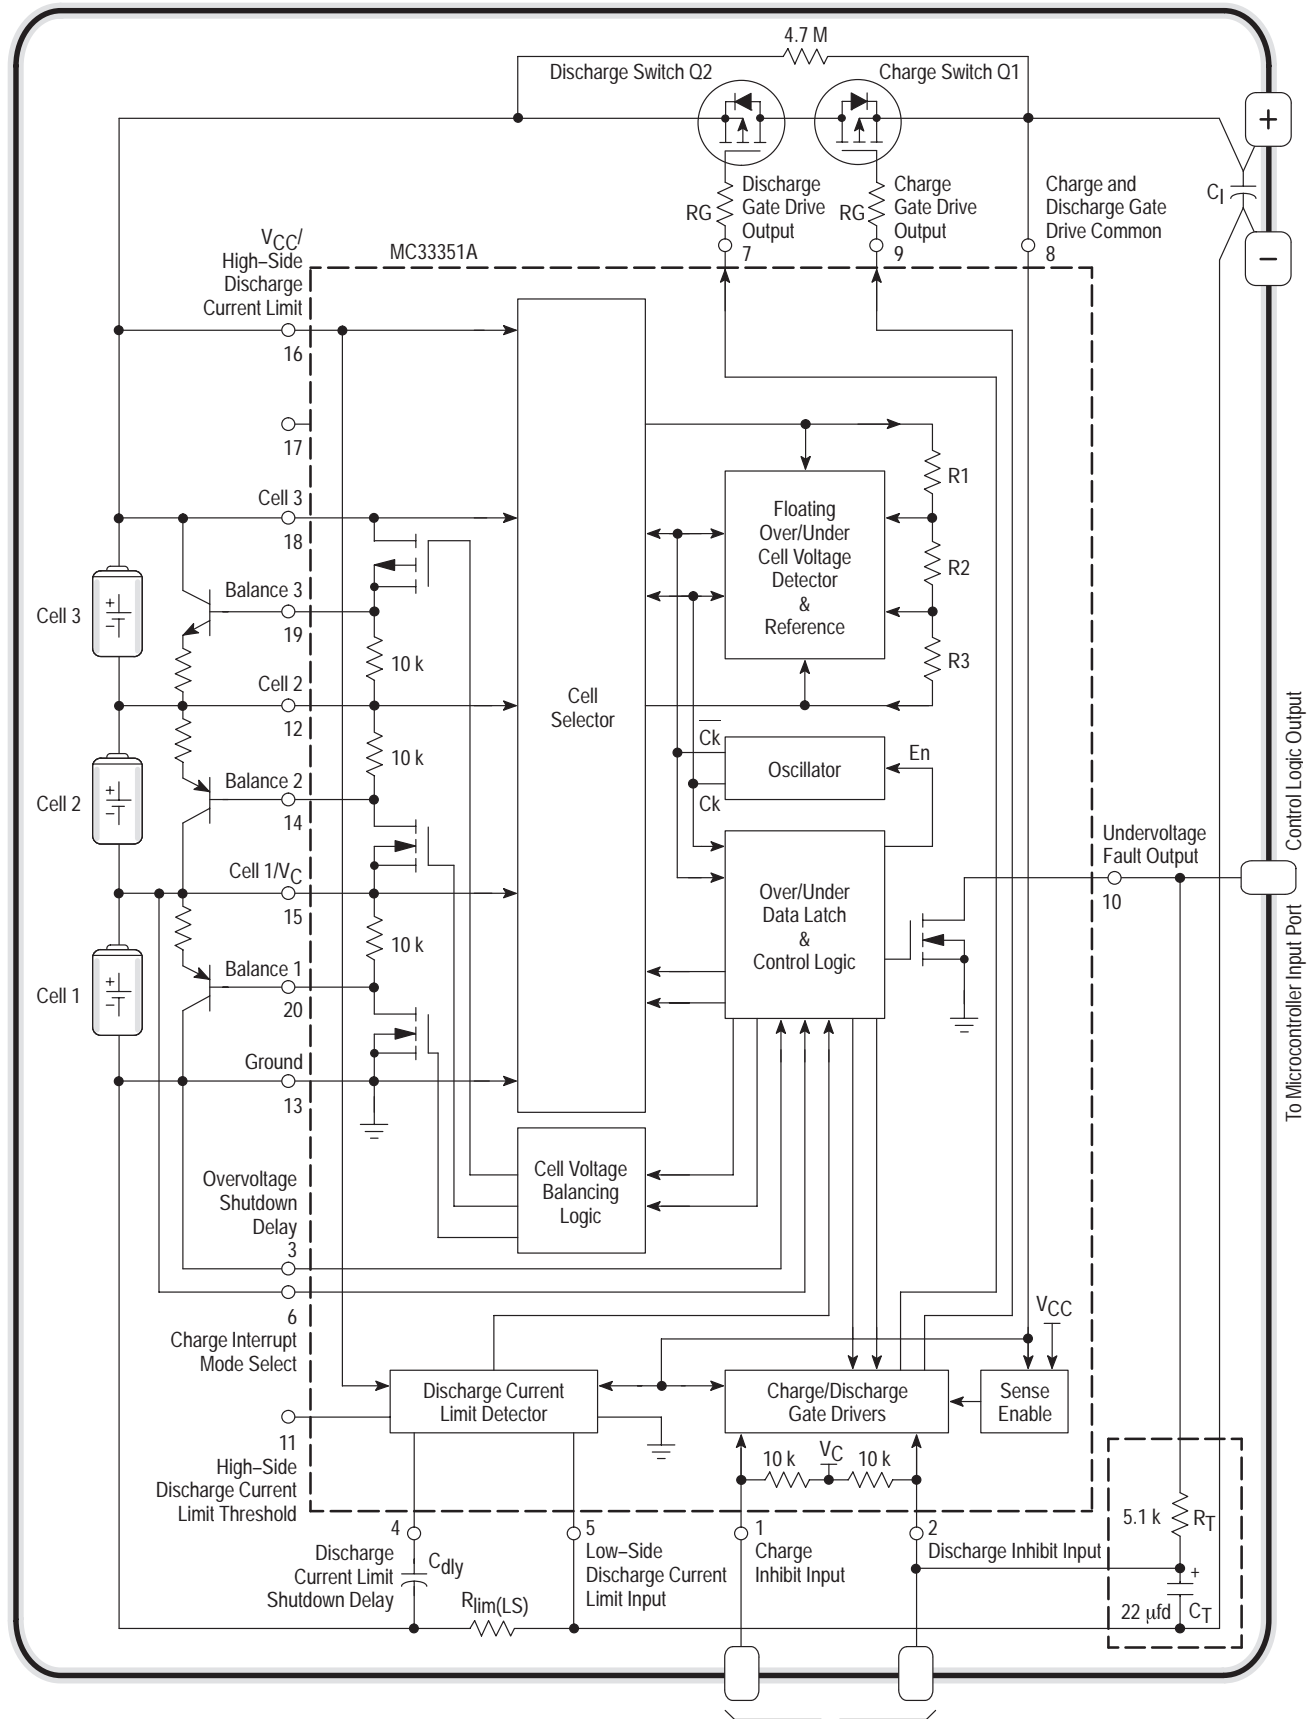 4.7 M
Discharge Switch Q2
Charge Switch Q1
+
Discharge
Gate Drive
Output
7
RG
Charge
Gate Drive
Output
9
RG
Charge and
Discharge Gate
Drive Common
8
CI
–
VCC/
High–Side
Discharge
Current Limit
16
MC33351A
17
Cell 3
18
R1
Floating
Over/Under
Cell Voltage
Detector
&
Reference
R2
R3
Balance 3
19
Cell 3
+
–
10 k
Cell 2
12
Cell
Selector
Ck
Oscillator
En
Ck
10 k
Balance 2
14
Cell 2
+
–
Cell 1/VC
15
10 k
Over/Under
Data Latch
&
Control Logic
Undervoltage
Fault Output
10
To Microcontroller Input Port
Control Logic Output
Balance 1
20
Cell 1
+
–
Ground
13
Cell Voltage
Balancing
Logic
Overvoltage
Shutdown
Delay
3
6
Charge Interrupt
Mode Select
VCC
Discharge Current
Limit Detector
Charge/Discharge
Gate Drivers
Sense
Enable
11
High–Side
Discharge Current
Limit Threshold
10 k
VC
10 k
4
Discharge
Current Limit
Shutdown Delay
Cdly
5
Low–Side
Discharge Current
Limit Input
1
Charge
Inhibit Input
2
Discharge Inhibit Input
5.1 k
RT
+
22 µfd
CT
Rlim(LS)